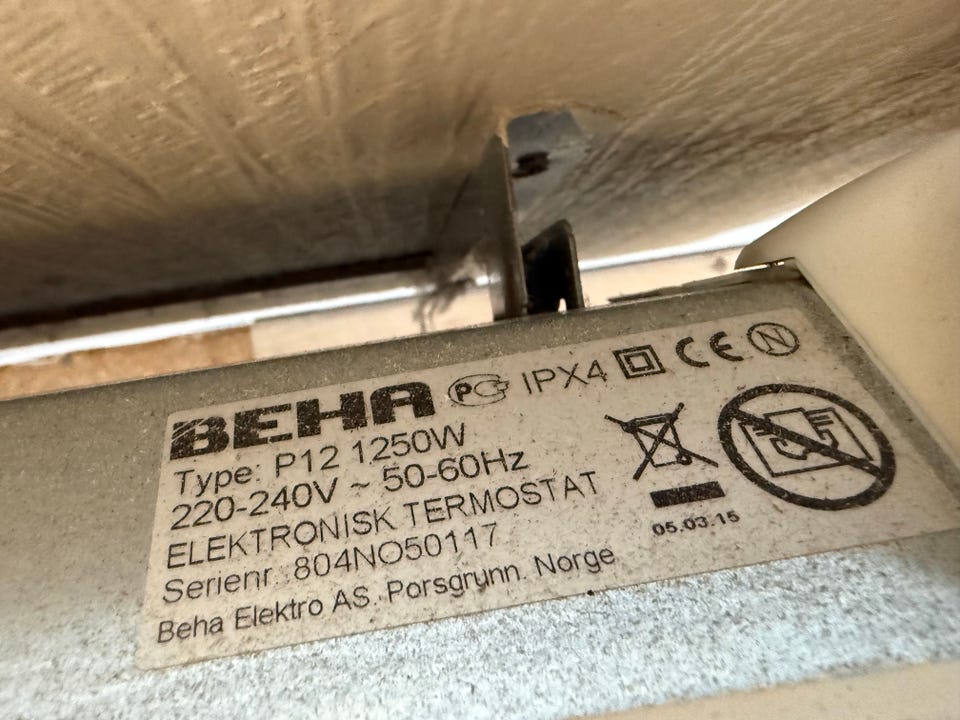 BEHA IPX4 CE N
Type: P12 1250W
220-240V ~ 50-60Hz
ELEKTRONISK TERMOSTAT
Serienr.:804NO50117
Beha Elektro AS. Porsgrunn. Norge
05.03.15